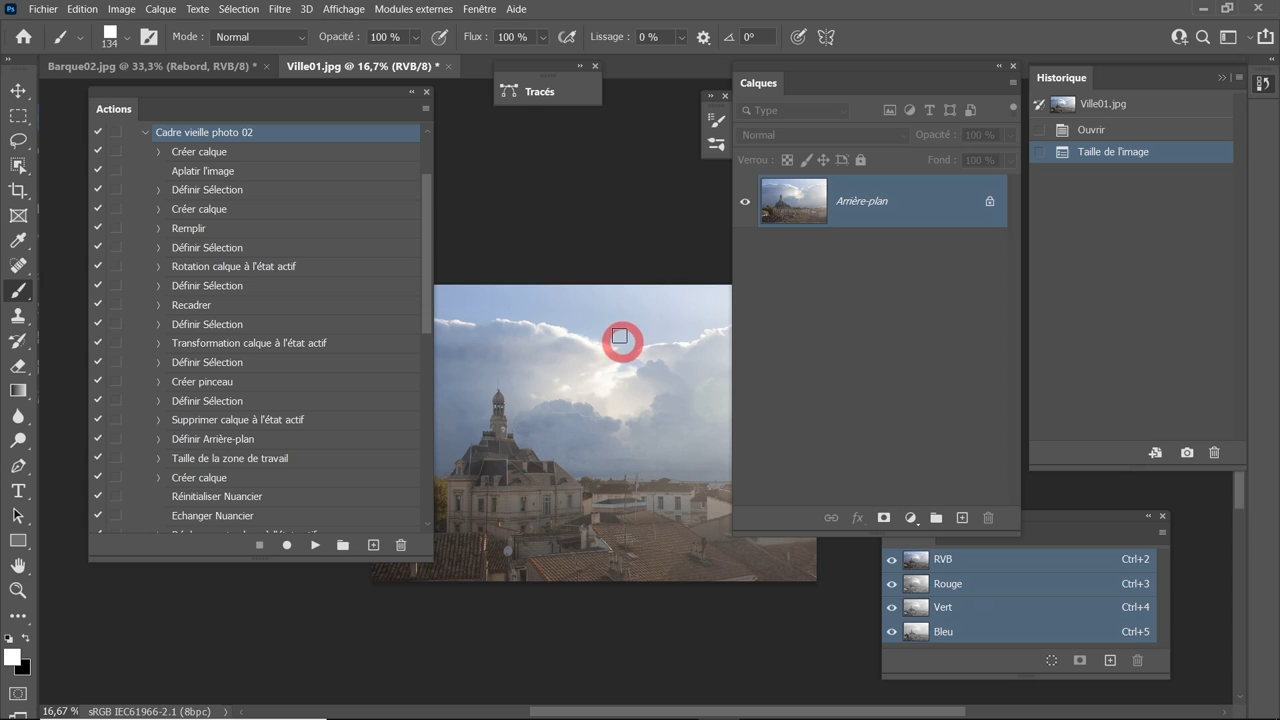 Ps Fichier Edition Image Calque Texte Sélection Filtre 3D Affichage Modules externes Fenêtre Aide
134 Mode : Normal Opacité : 100 % Flux : 100 % Lissage : 0 % 0°
Barque02.jpg @ 33,3% (Rebord, RVB/8) * Ville01.jpg @ 16,7% (RVB/8) *
Tracés
Actions
Cadre vieille photo 02
Créer calque
Aplatir l'image
Définir Sélection
Créer calque
Remplir
Définir Sélection
Rotation calque à l'état actif
Définir Sélection
Recadrer
Définir Sélection
Transformation calque à l'état actif
Définir Sélection
Créer pinceau
Définir Sélection
Supprimer calque à l'état actif
Définir Arrière-plan
Taille de la zone de travail
Créer calque
Réinitialiser Nuancier
Echanger Nuancier
Calques
Type
Normal Opacité : 100 %
Verrou : Fond : 100 %
Arrière-plan
fx
Historique
Ville01.jpg
Ouvrir
Taille de l'image
RVB Ctrl+2
Rouge Ctrl+3
Vert Ctrl+4
Bleu Ctrl+5
16,67 % sRGB IEC61966-2.1 (8bpc)